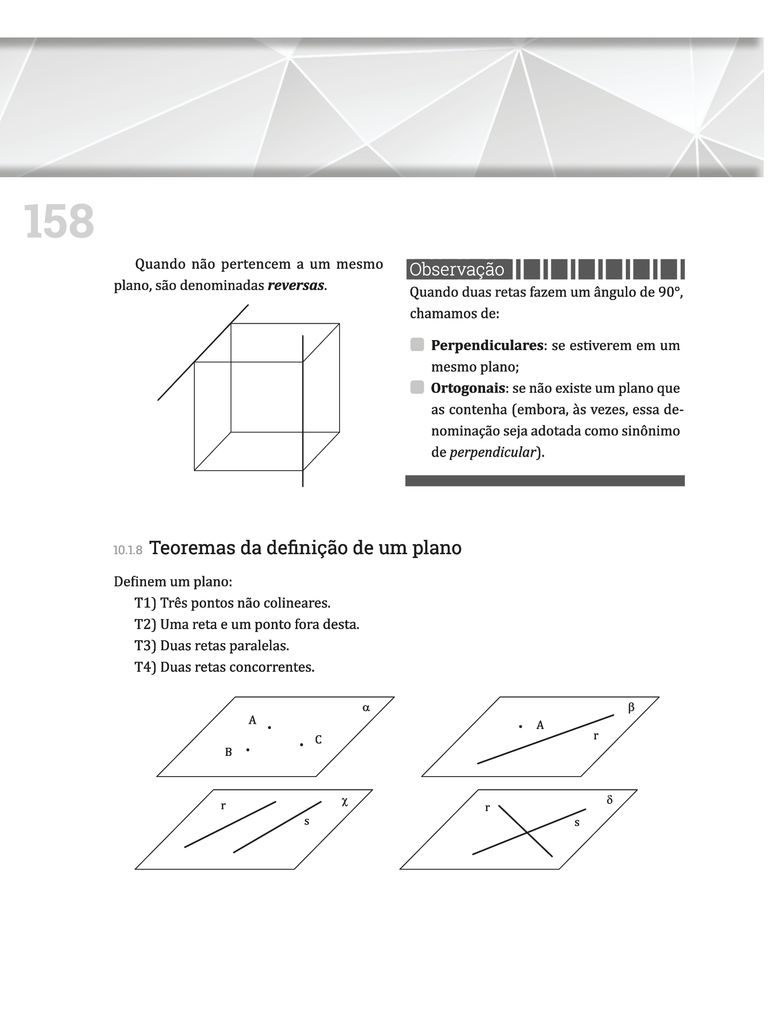 158
Quando não pertencem a um mesmo
plano, são denominadas reversas.
Observação
Quando duas retas fazem um ângulo de 90°,
chamamos de:
Perpendiculares: se estiverem em um
mesmo plano;
Ortogonais: se não existe um plano que
as contenha (embora, às vezes, essa de-
nominação seja adotada como sinônimo
de perpendicular).
10.1.8 Teoremas da definição de um plano
Definem um plano:
T1) Três pontos não colineares.
T2) Uma reta e um ponto fora desta.
T3) Duas retas paralelas.
T4) Duas retas concorrentes.
α
A
C
B
β
A
r
r
χ
s
r
δ
s